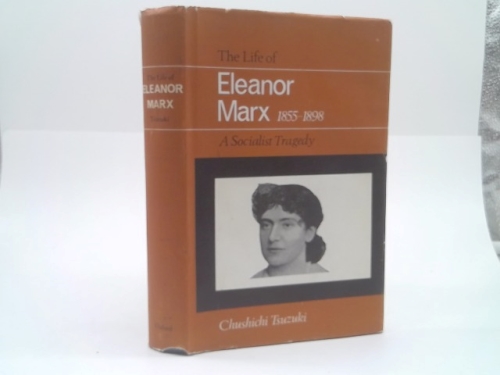 The Life of
Eleanor
Marx 1855-1898
A Socialist Tragedy
Chushichi Tsuzuki
The Life of
ELEANOR
MARX
Tsuzuki